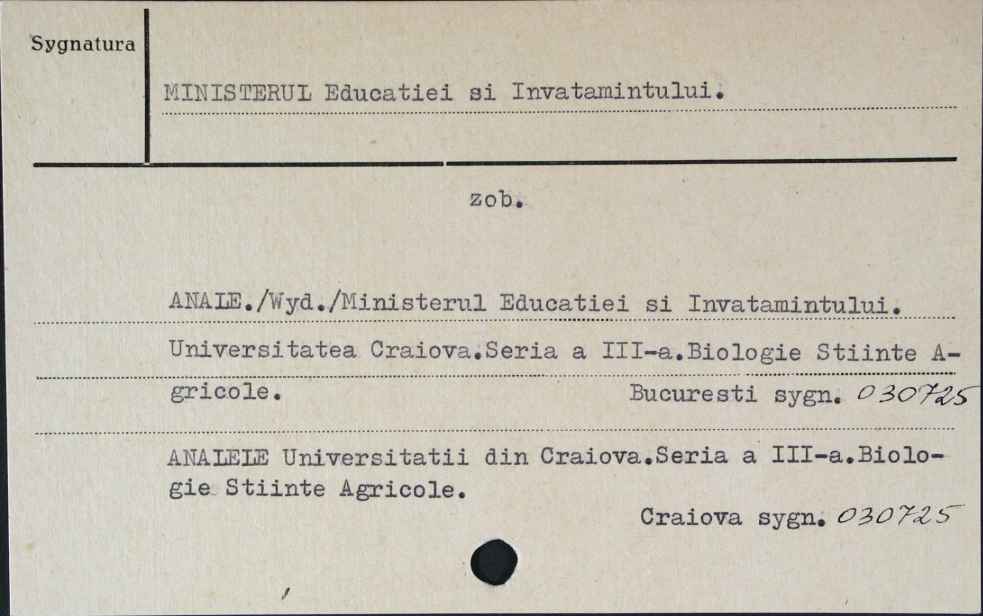 Sygnatura
MINISTERUL Educatiei si Invatamintului.
zob.
ANALE./Wyd./Ministerul Educatiei si Invatamintului.
Universitatea Craiova.Seria a III-a.Biologie Stiinte A-
gricole. Bucuresti sygn. 030725
ANALELE Universitatii din Craiova.Seria a III-a.Biolo-
gie Stiinte Agricole.
Craiova sygn. 030725